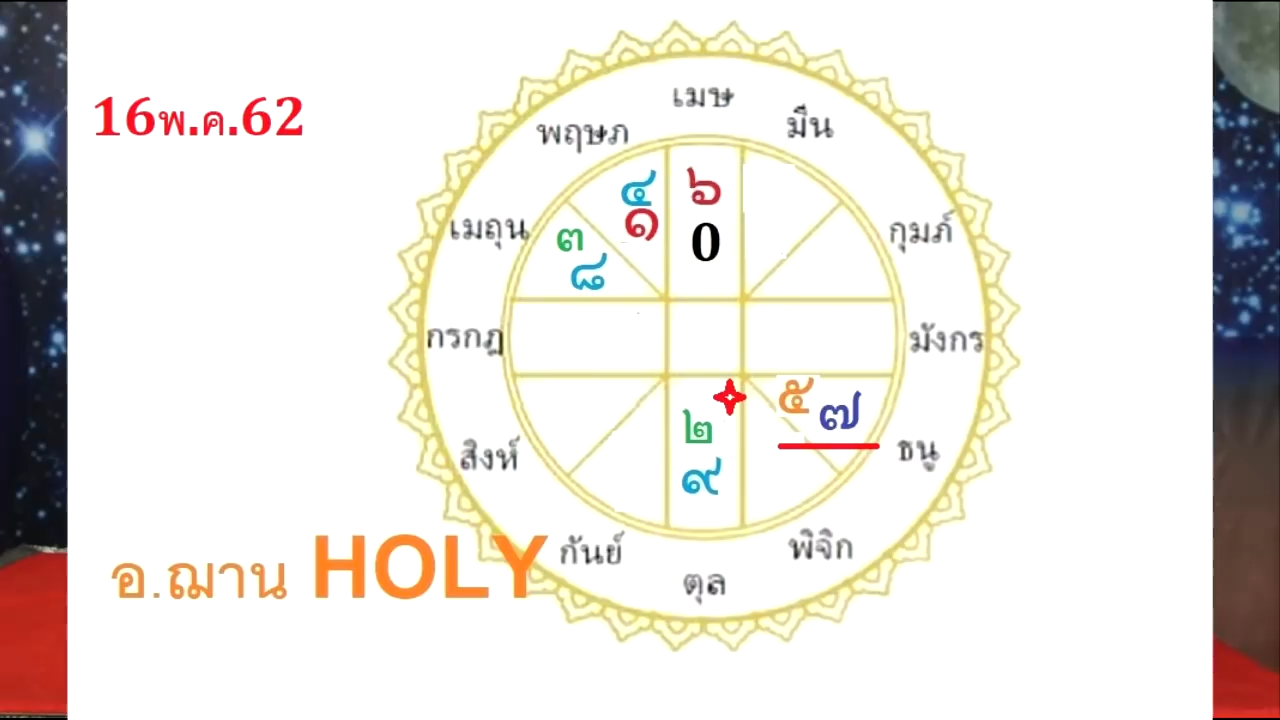 16พ.ค.62
เมษ
พฤษภ
มีน
เมถุน
กุมภ์
๔
๖
๑
0
๓
๘
กรกฎ
มังกร
๕
๗
๒
๙
สิงห์
ธนู
กันย์
พิจิก
ตุล
อ.ฌาน HOLY